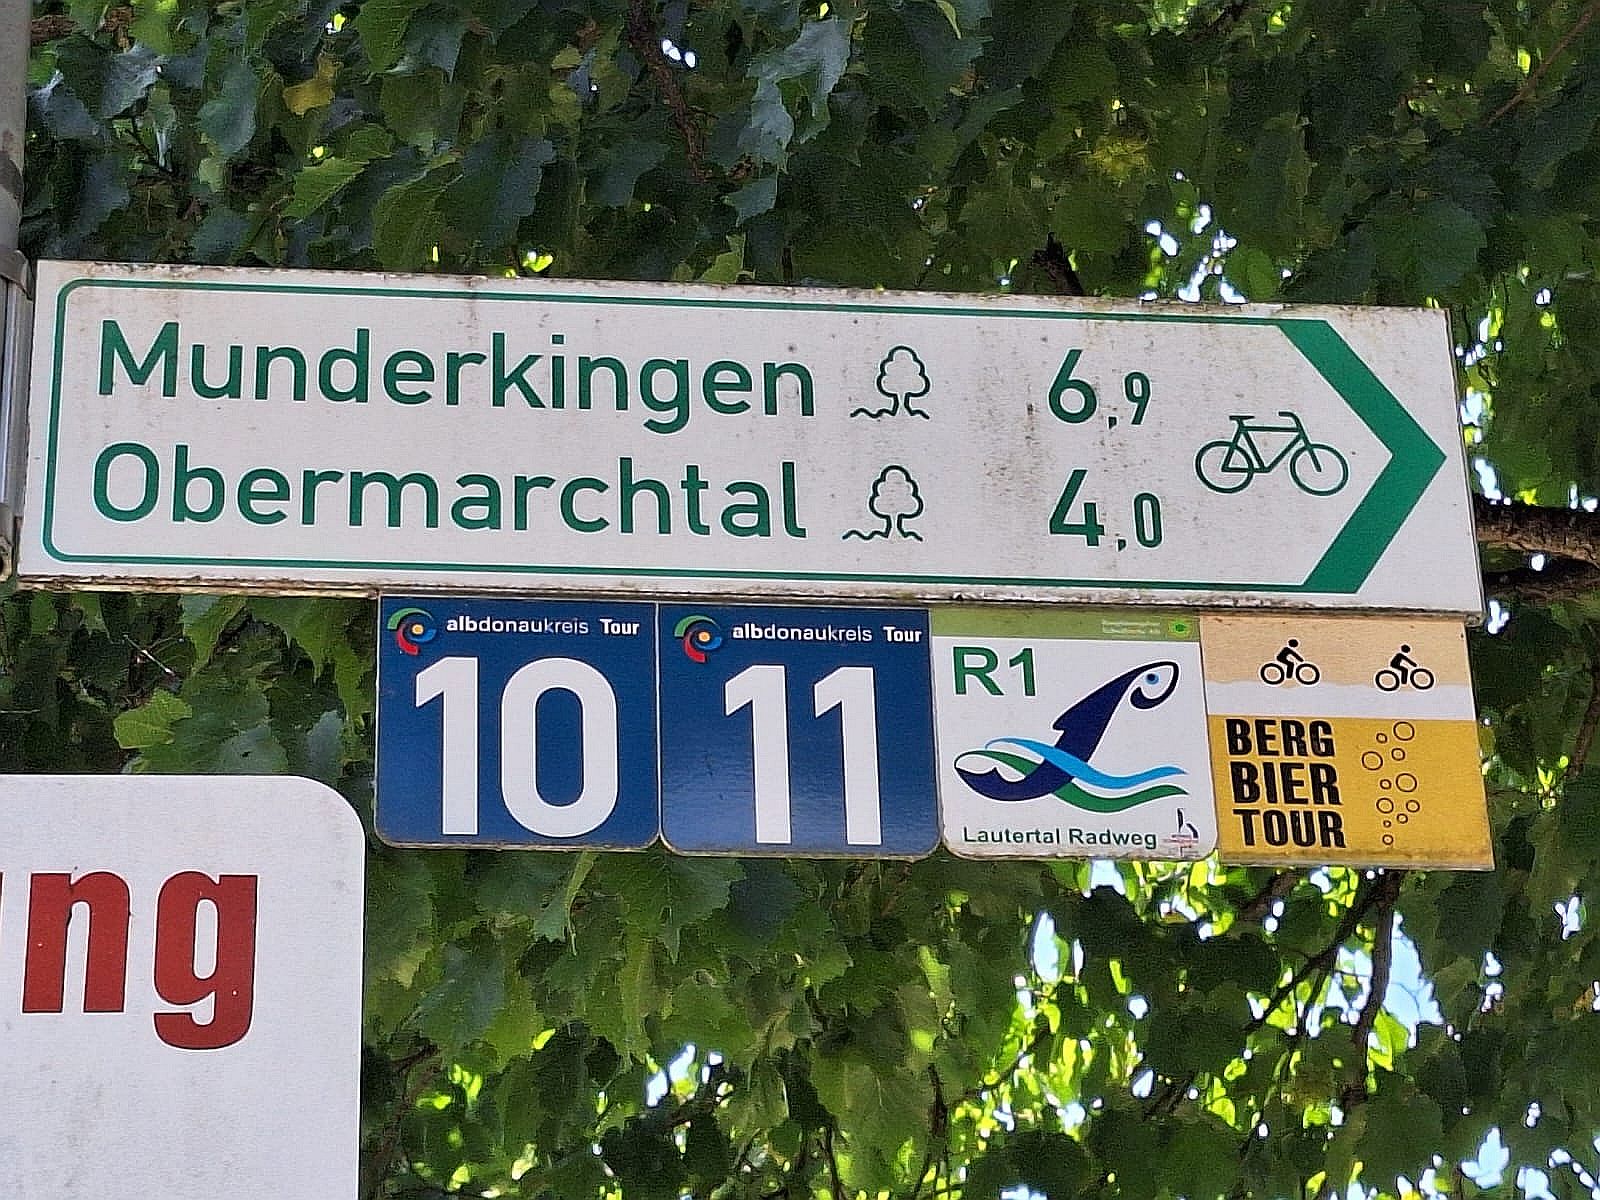 Munderkingen 6,9
Obermarchtal 4,0
albdonaukreis Tour
10
albdonaukreis Tour
11
R1
Lautertal Radweg
BERG
BIER
TOUR
ng